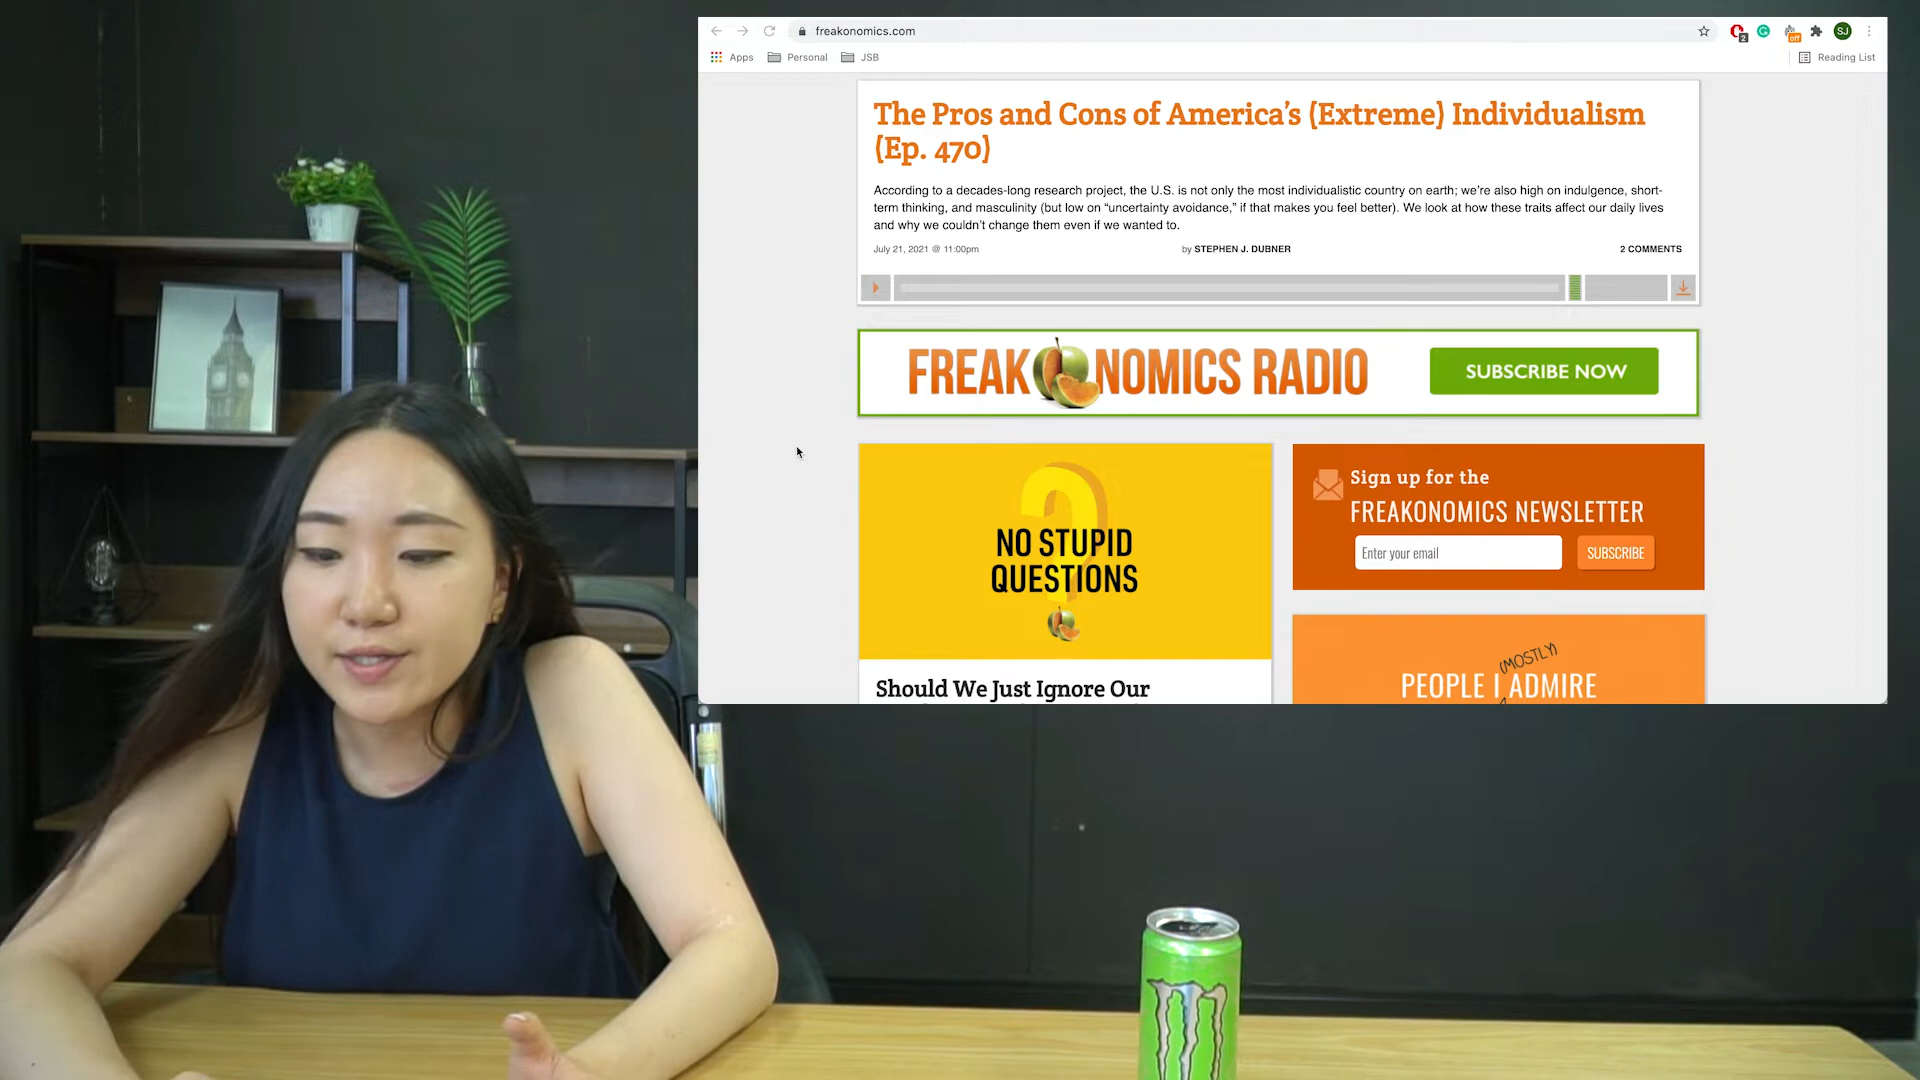 freakonomics.com
2
off
SJ
Apps
Personal
JSB
Reading List
The Pros and Cons of America's (Extreme) Individualism
(Ep. 470)
According to a decades-long research project, the U.S. is not only the most individualistic country on earth; we're also high on indulgence, short-
term thinking, and masculinity (but low on “uncertainty avoidance,” if that makes you feel better). We look at how these traits affect our daily lives
and why we couldn't change them even if we wanted to.
July 21, 2021 @ 11:00pm
by STEPHEN J. DUBNER
2 COMMENTS
FREAKONOMICS RADIO
SUBSCRIBE NOW
NO STUPID
QUESTIONS
Should We Just Ignore Our
Sign up for the
FREAKONOMICS NEWSLETTER
Enter your email
SUBSCRIBE
(MOSTLY)
PEOPLE I ADMIRE